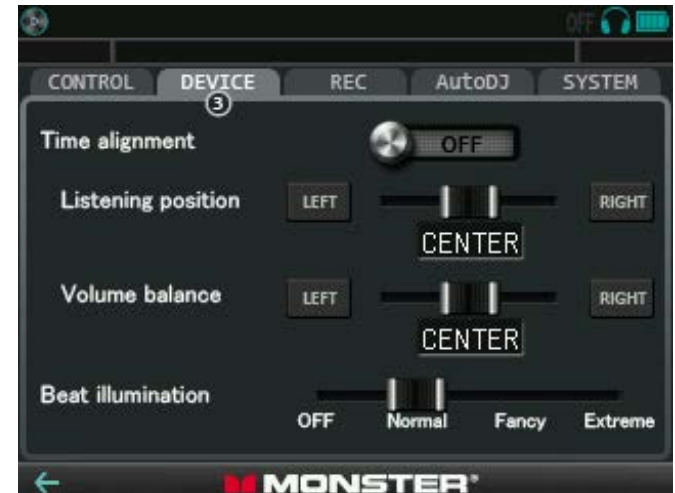 OFF
CONTROL DEVICE REC AutoDJ SYSTEM
3
Time alignment OFF
Listening position LEFT RIGHT
CENTER
Volume balance LEFT RIGHT
CENTER
Beat illumination
OFF Normal Fancy Extreme
MONSTER